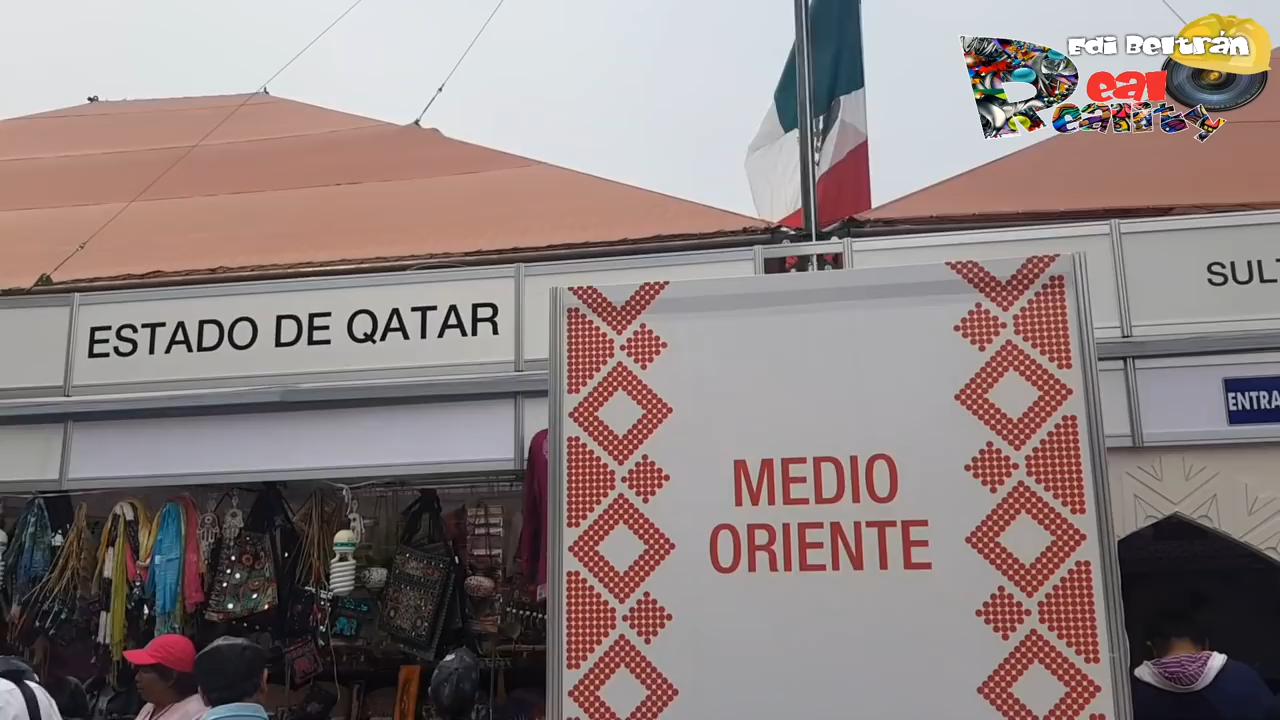 Edi Beltrán
Real
Reality
ESTADO DE QATAR
SULT
ENTRA
MEDIO
ORIENTE